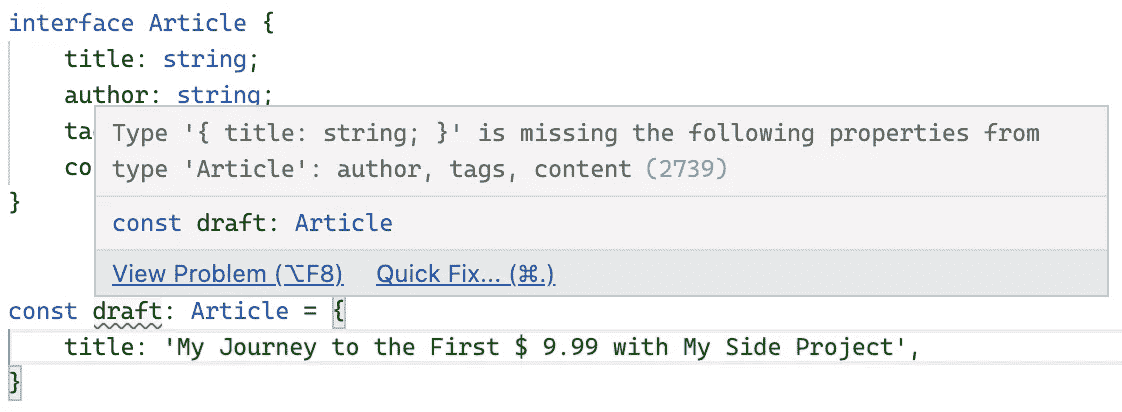 interface Article {
title: string;
author: string;
ta
co
}
Type '{ title: string; }' is missing the following properties from
type 'Article': author, tags, content (2739)
const draft: Article
View Problem (⌥F8) Quick Fix... (⌘.)
const draft: Article = {
title: 'My Journey to the First $ 9.99 with My Side Project',
}